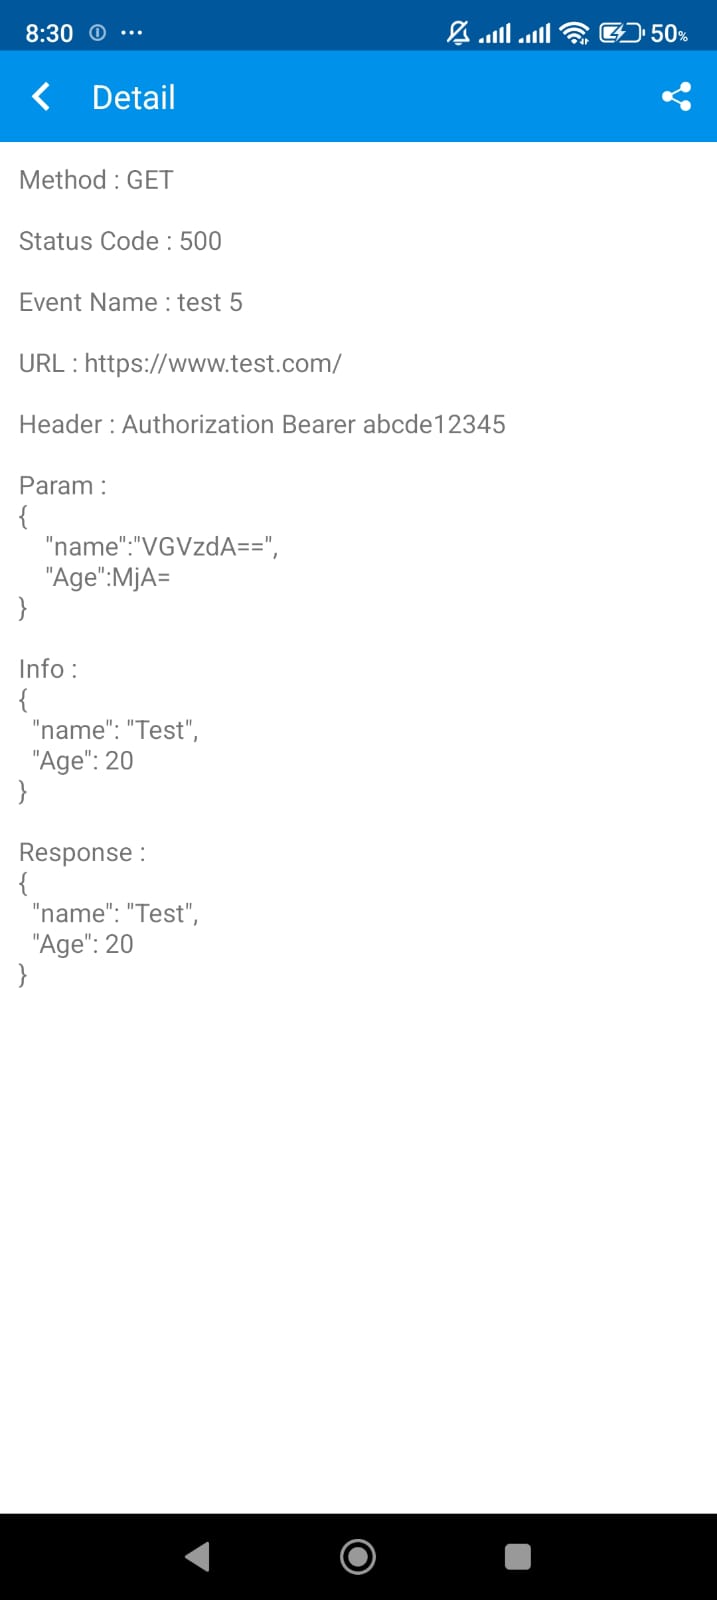 8:30 50%
Detail
Method : GET
Status Code : 500
Event Name : test 5
URL : https://www.test.com/
Header : Authorization Bearer abcde12345
Param :
{
"name":"VGVzdA==",
"Age":MjA=
}
Info :
{
"name": "Test",
"Age": 20
}
Response :
{
"name": "Test",
"Age": 20
}